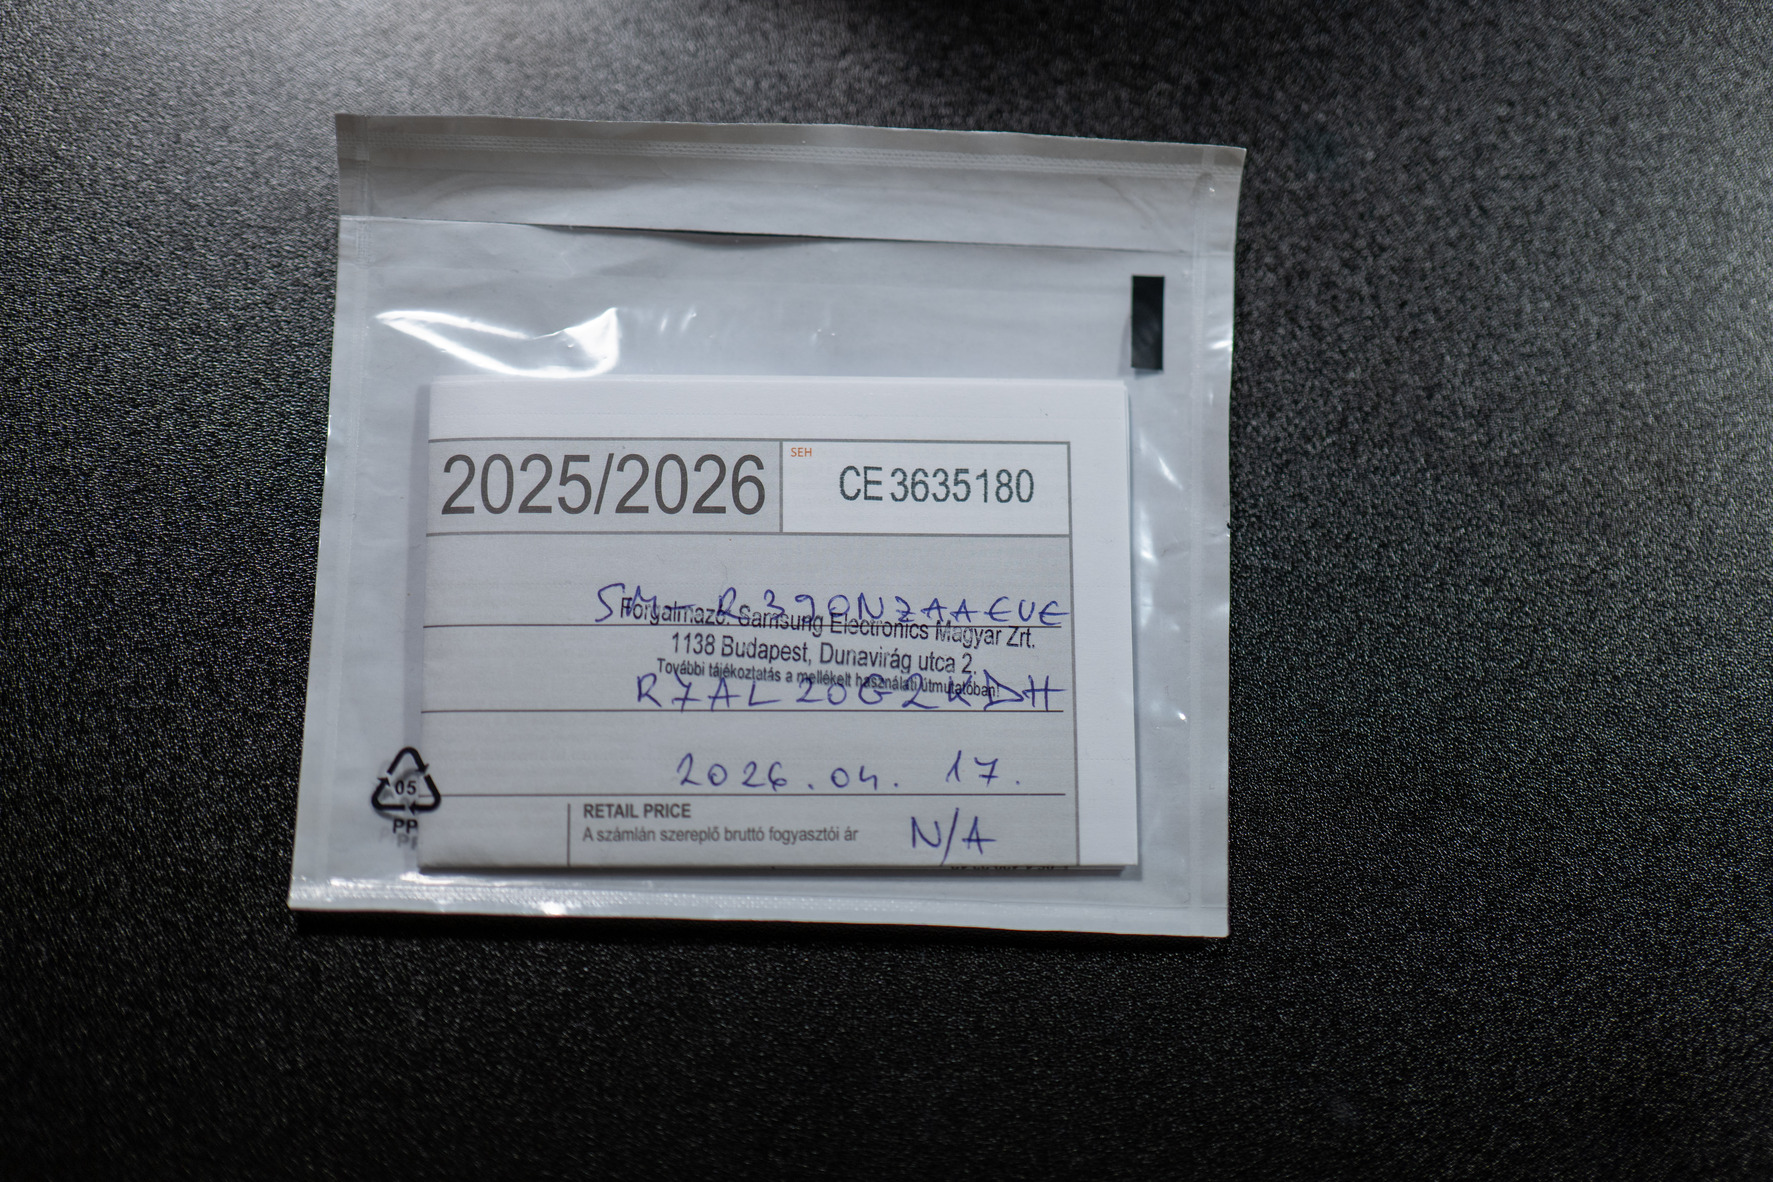 2025/2026
SEH
CE 3635180
SM-R390NZAAEUE
Forgalmazó: Samsung Electronics Magyar Zrt.
1138 Budapest, Dunavirág utca 2.
További tájékoztatás a mellékelt használati útmutatóban!
R7AL20G2KDH
2026.04.17.
RETAIL PRICE
A számlán szereplő bruttó fogyasztói ár
N/A
05
PP